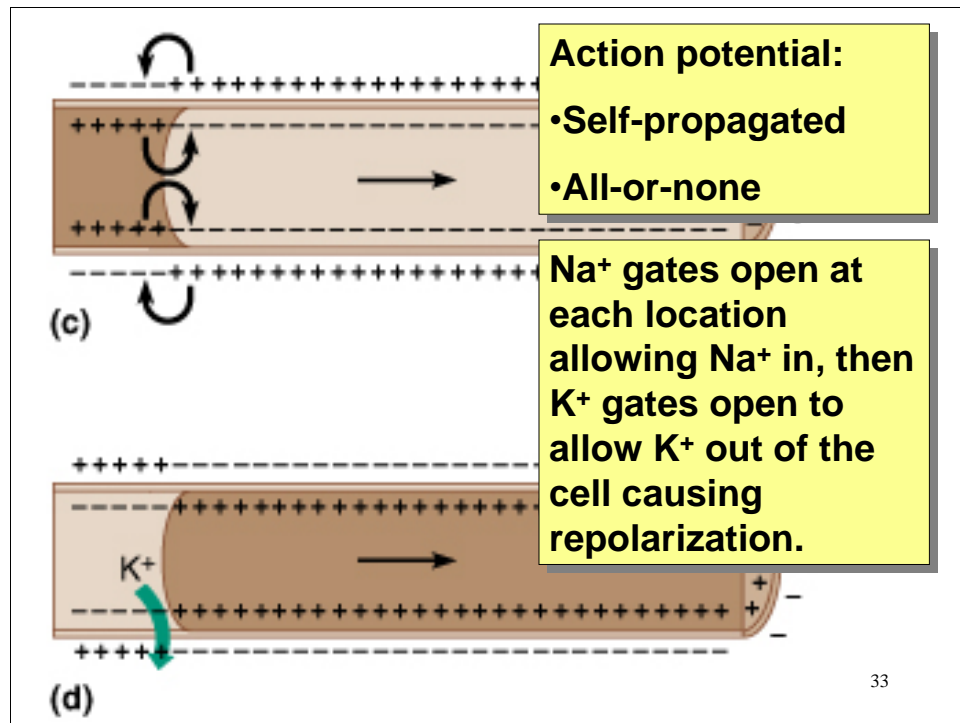 Action potential:
•Self-propagated
•All-or-none
Na⁺ gates open at
each location
allowing Na⁺ in, then
K⁺ gates open to
allow K⁺ out of the
cell causing
repolarization.
(c)
K⁺
(d)
33